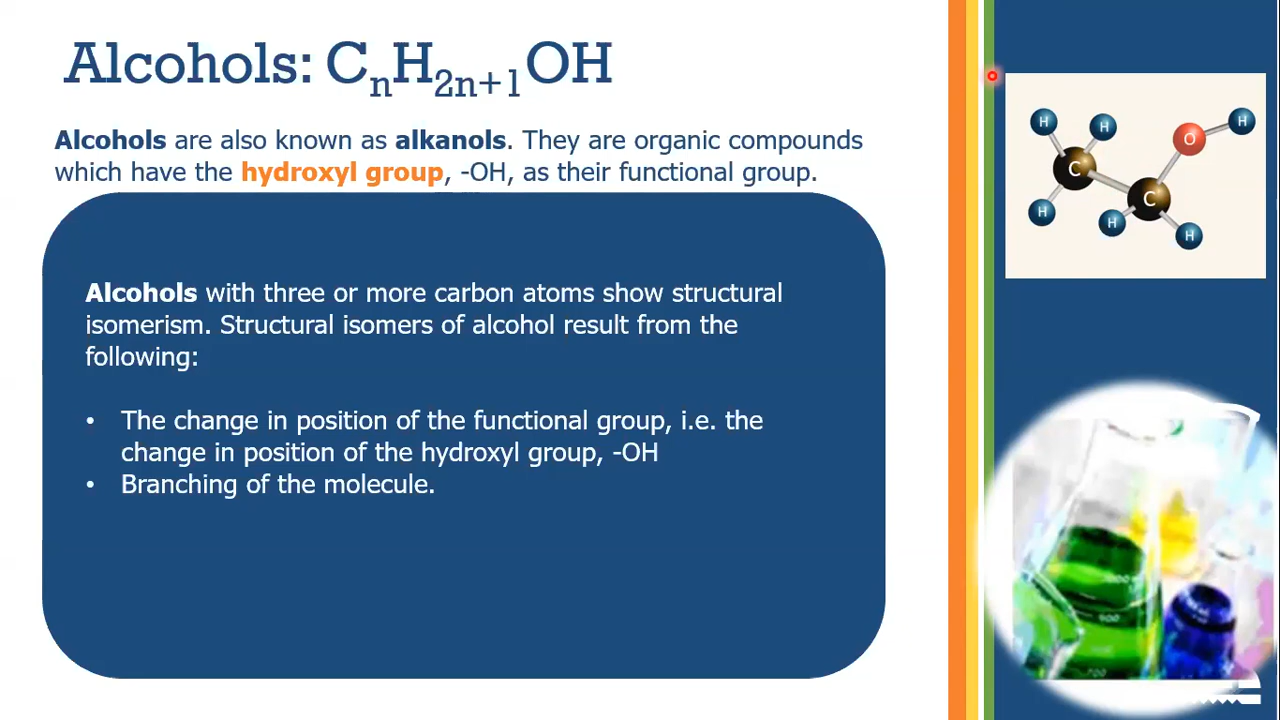 Alcohols: CₙH₂ₙ₊₁OH
Alcohols are also known as alkanols. They are organic compounds
which have the hydroxyl group, -OH, as their functional group.
Alcohols with three or more carbon atoms show structural
isomerism. Structural isomers of alcohol result from the
following:
• The change in position of the functional group, i.e. the
change in position of the hydroxyl group, -OH
• Branching of the molecule.
H
H
O
H
C
C
H
H
H